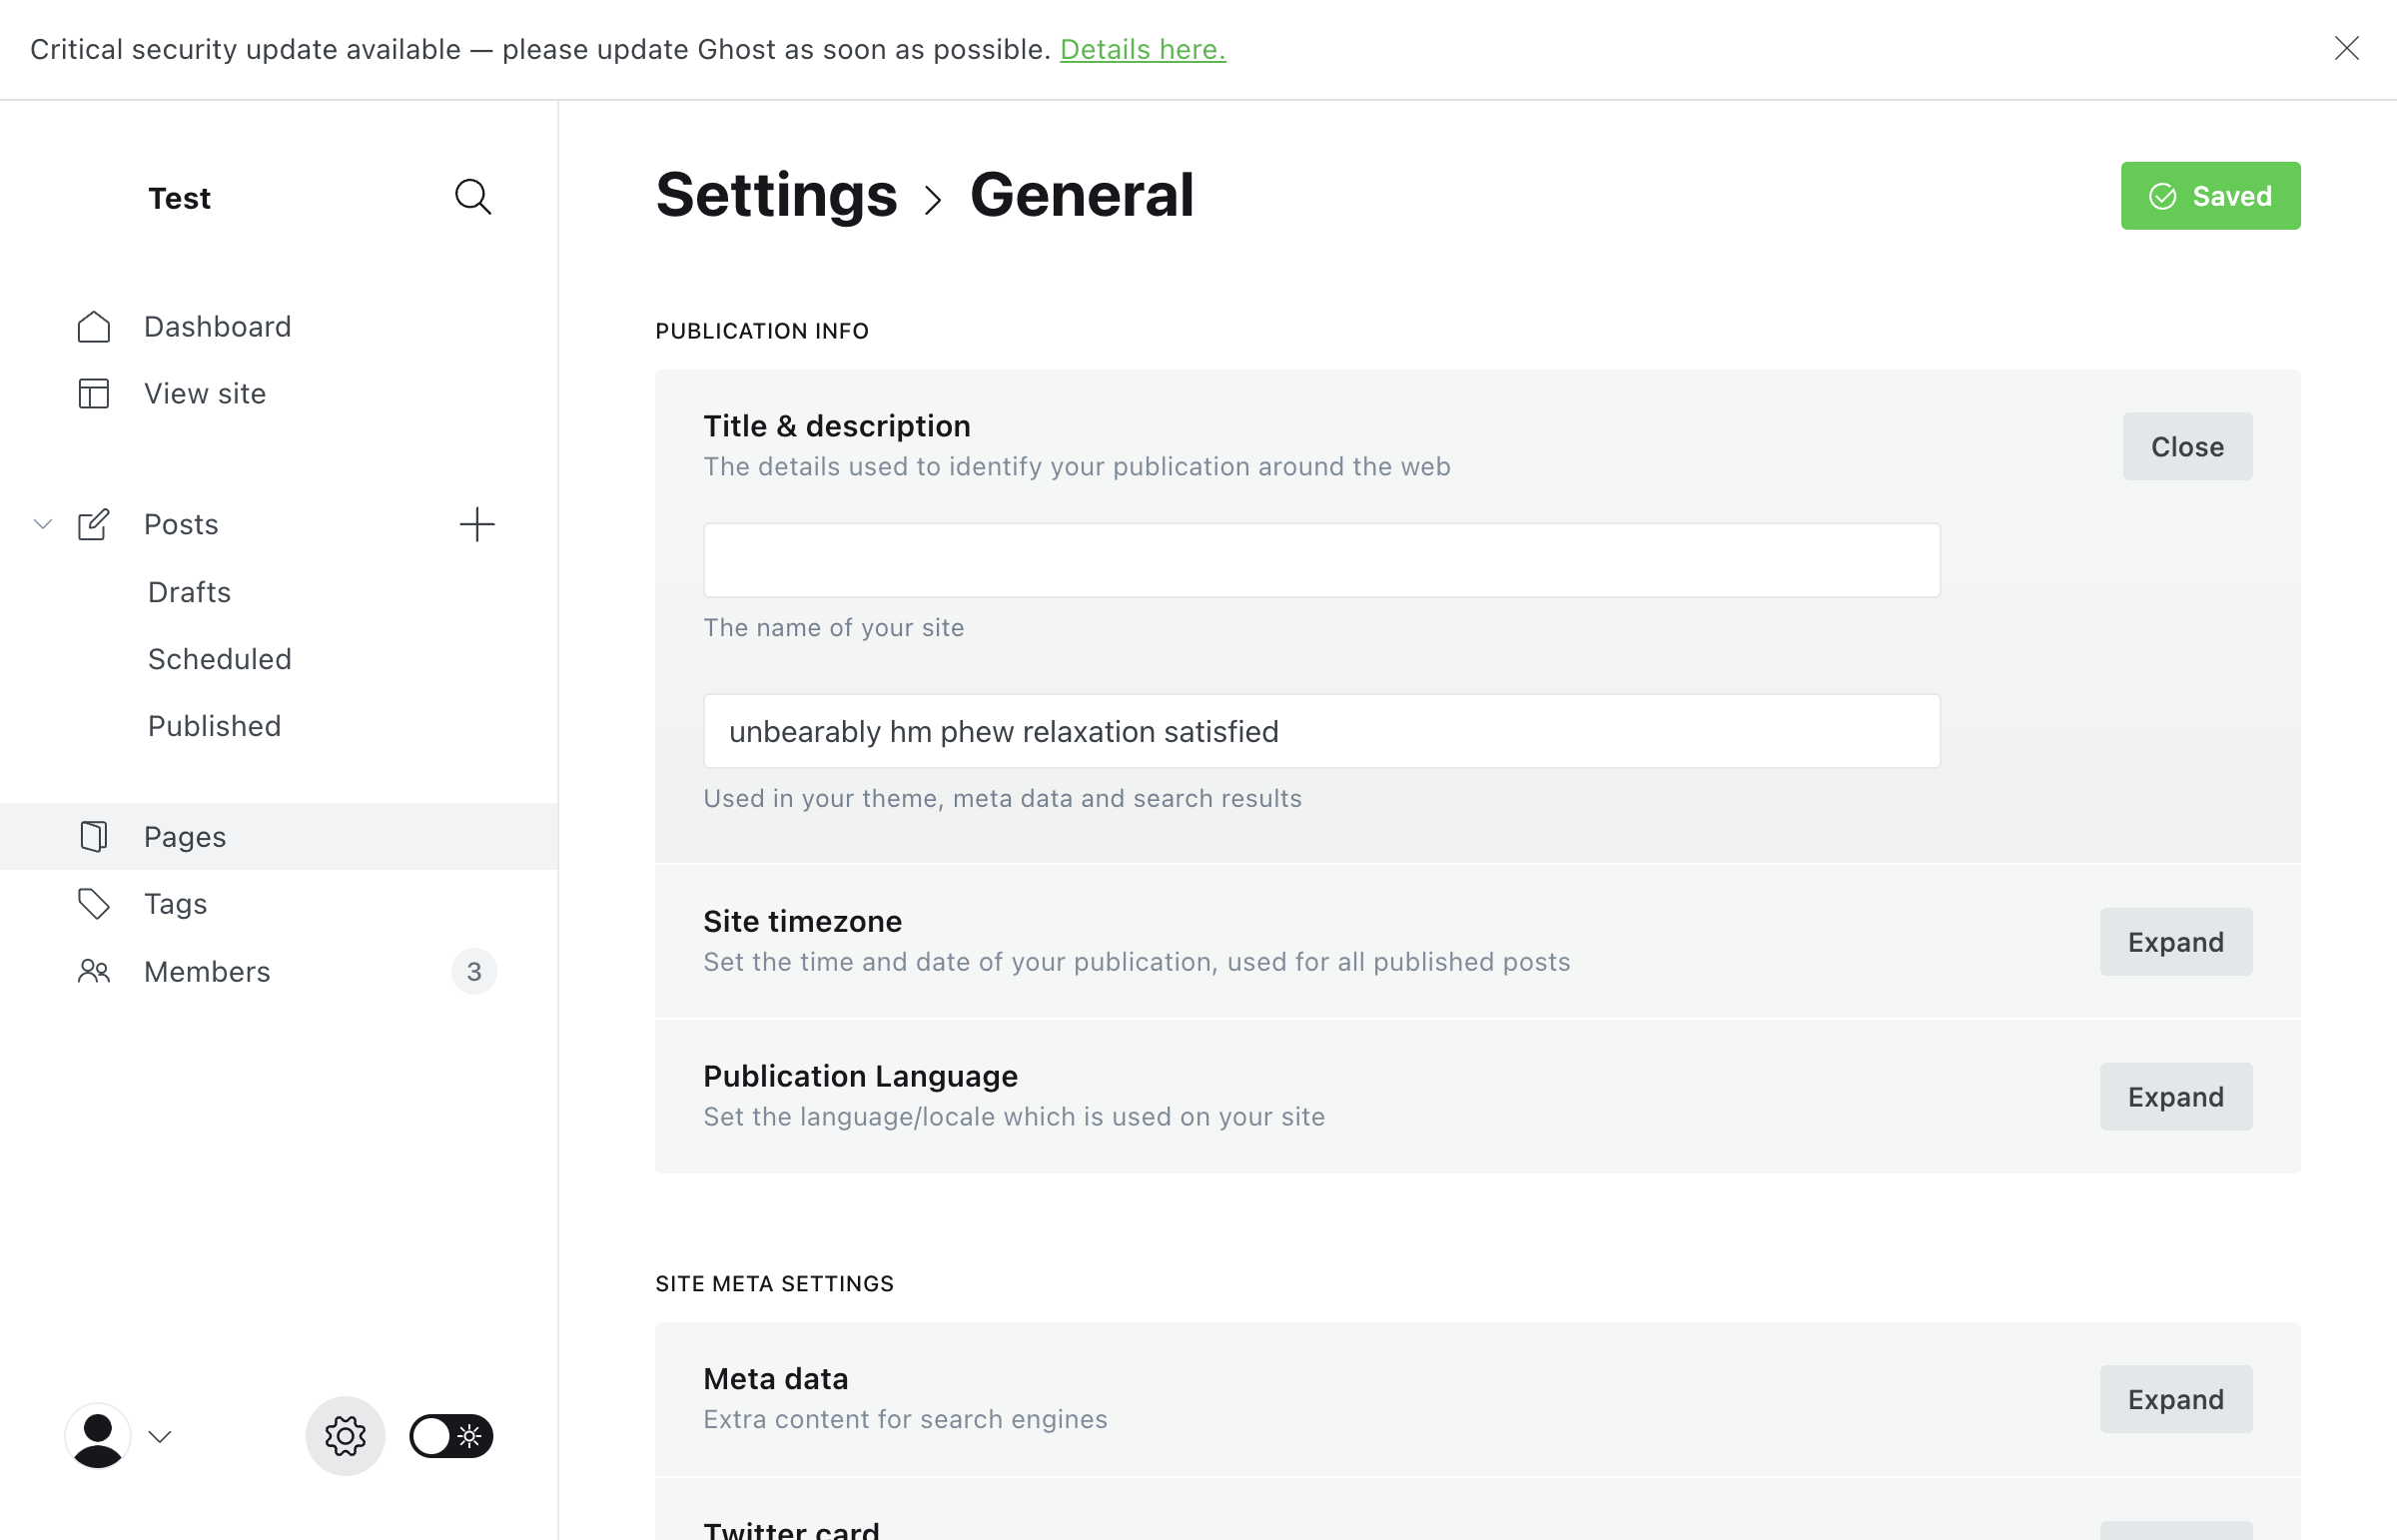 Critical security update available — please update Ghost as soon as possible. Details here.
Test
Dashboard
View site
Posts
Drafts
Scheduled
Published
Pages
Tags
Members 3
Settings > General
Saved
PUBLICATION INFO
Title & description
The details used to identify your publication around the web
Close
The name of your site
unbearably hm phew relaxation satisfied
Used in your theme, meta data and search results
Site timezone
Set the time and date of your publication, used for all published posts
Expand
Publication Language
Set the language/locale which is used on your site
Expand
SITE META SETTINGS
Meta data
Extra content for search engines
Expand
Twitter card